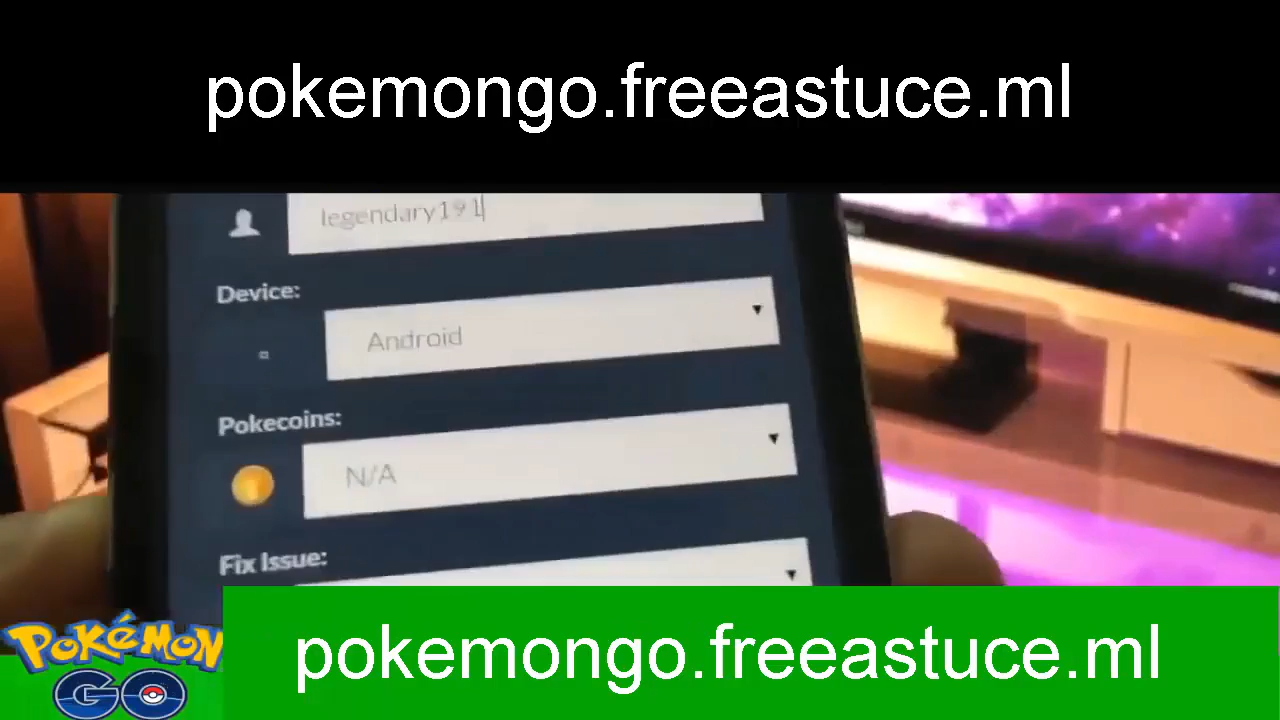 pokemongo.freeastuce.ml
legendary191
Device:
Android
Pokecoins:
N/A
Fix Issue:
POKéMON
GO
pokemongo.freeastuce.ml